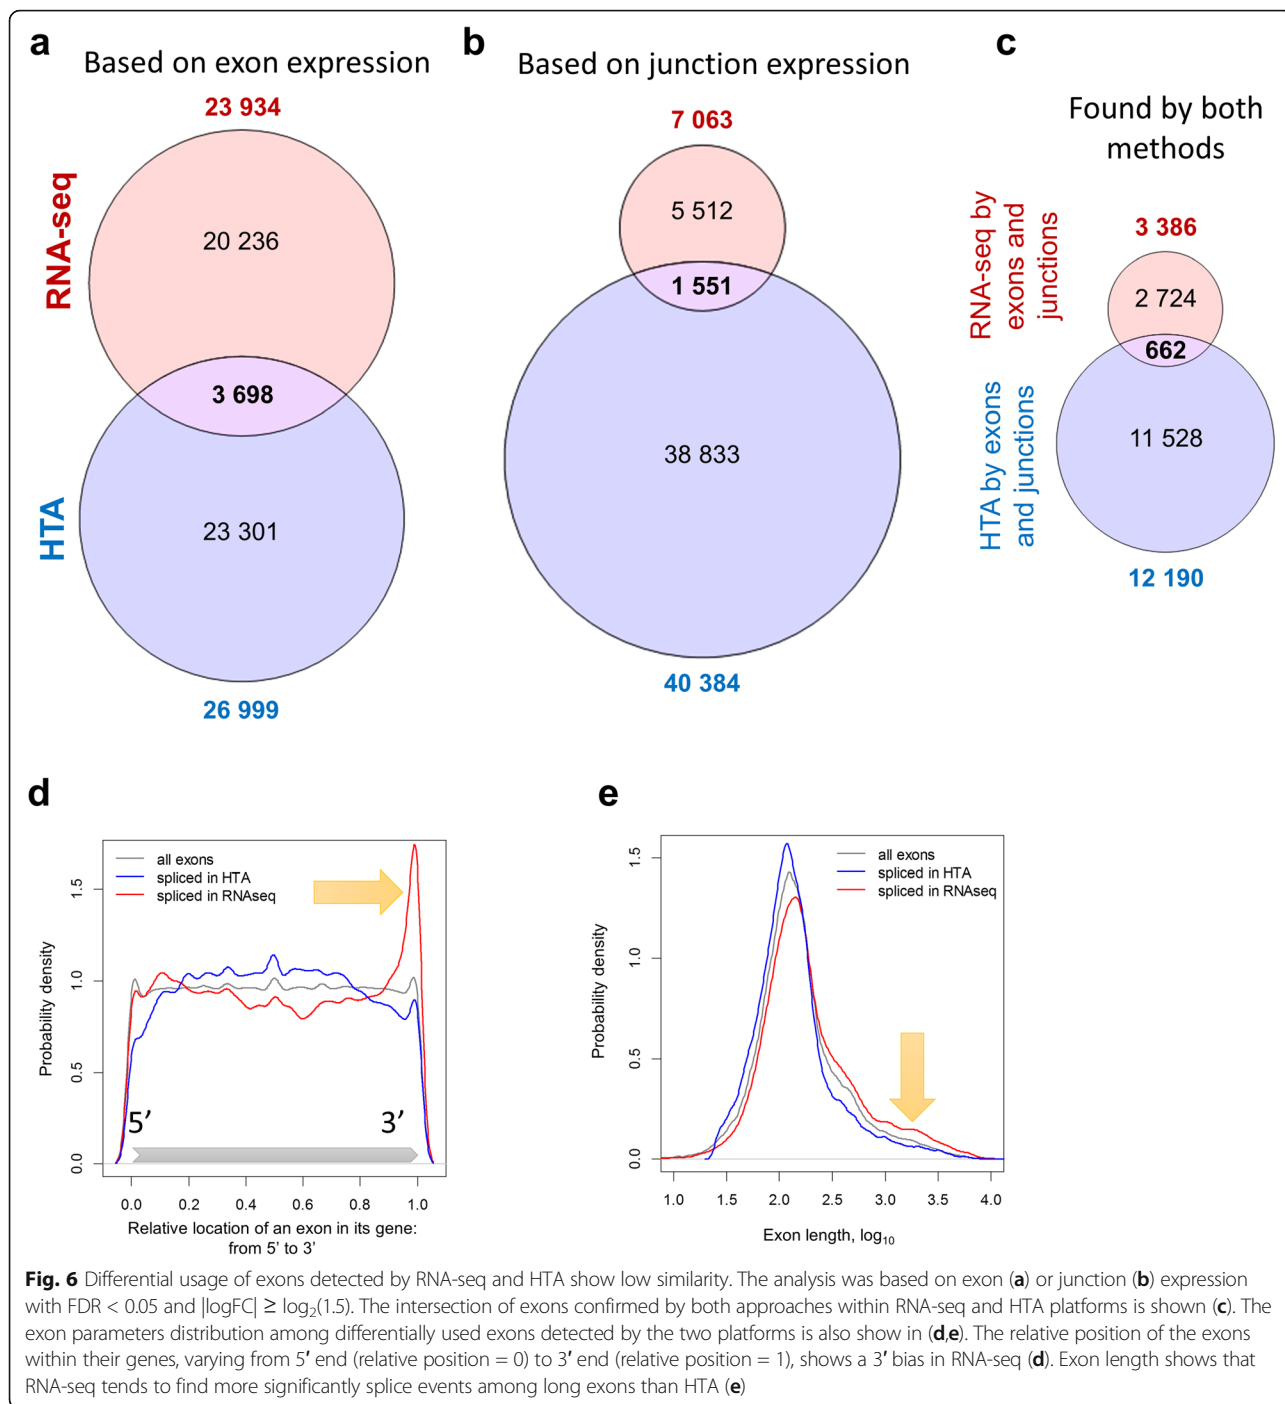 a
Based on exon expression
23 934
RNA-seq
20 236
3 698
HTA
23 301
26 999
b
Based on junction expression
7 063
5 512
1 551
38 833
40 384
c
Found by both
methods
RNA-seq by
exons and
junctions
3 386
2 724
662
HTA by exons
and junctions
11 528
12 190
d
all exons
spliced in HTA
spliced in RNAseq
Probability density
0.0
0.5
1.0
1.5
5′
3′
0.0 0.2 0.4 0.6 0.8 1.0
Relative location of an exon in its gene:
from 5’ to 3’
e
all exons
spliced in HTA
spliced in RNAseq
Probability density
0.0
0.5
1.0
1.5
1.0 1.5 2.0 2.5 3.0 3.5 4.0
Exon length, log10
Fig. 6 Differential usage of exons detected by RNA-seq and HTA show low similarity. The analysis was based on exon (a) or junction (b) expression
with FDR < 0.05 and |logFC| ≥ log2(1.5). The intersection of exons confirmed by both approaches within RNA-seq and HTA platforms is shown (c). The
exon parameters distribution among differentially used exons detected by the two platforms is also show in (d,e). The relative position of the exons
within their genes, varying from 5′ end (relative position = 0) to 3′ end (relative position = 1), shows a 3′ bias in RNA-seq (d). Exon length shows that
RNA-seq tends to find more significantly splice events among long exons than HTA (e)